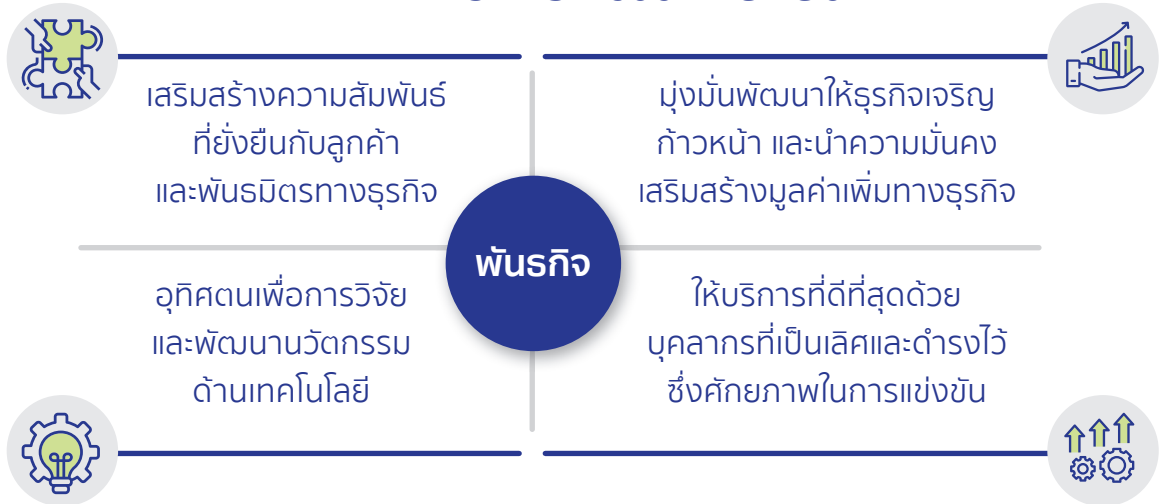 เสริมสร้างความสัมพันธ์
ที่ยั่งยืนกับลูกค้า
และพันธมิตรทางธุรกิจ
มุ่งมั่นพัฒนาให้ธุรกิจเจริญ
ก้าวหน้า และนำความมั่นคง
เสริมสร้างมูลค่าเพิ่มทางธุรกิจ
พันธกิจ
อุทิศตนเพื่อการวิจัย
และพัฒนานวัตกรรม
ด้านเทคโนโลยี
ให้บริการที่ดีที่สุดด้วย
บุคลากรที่เป็นเลิศและดำรงไว้
ซึ่งศักยภาพในการแข่งขัน